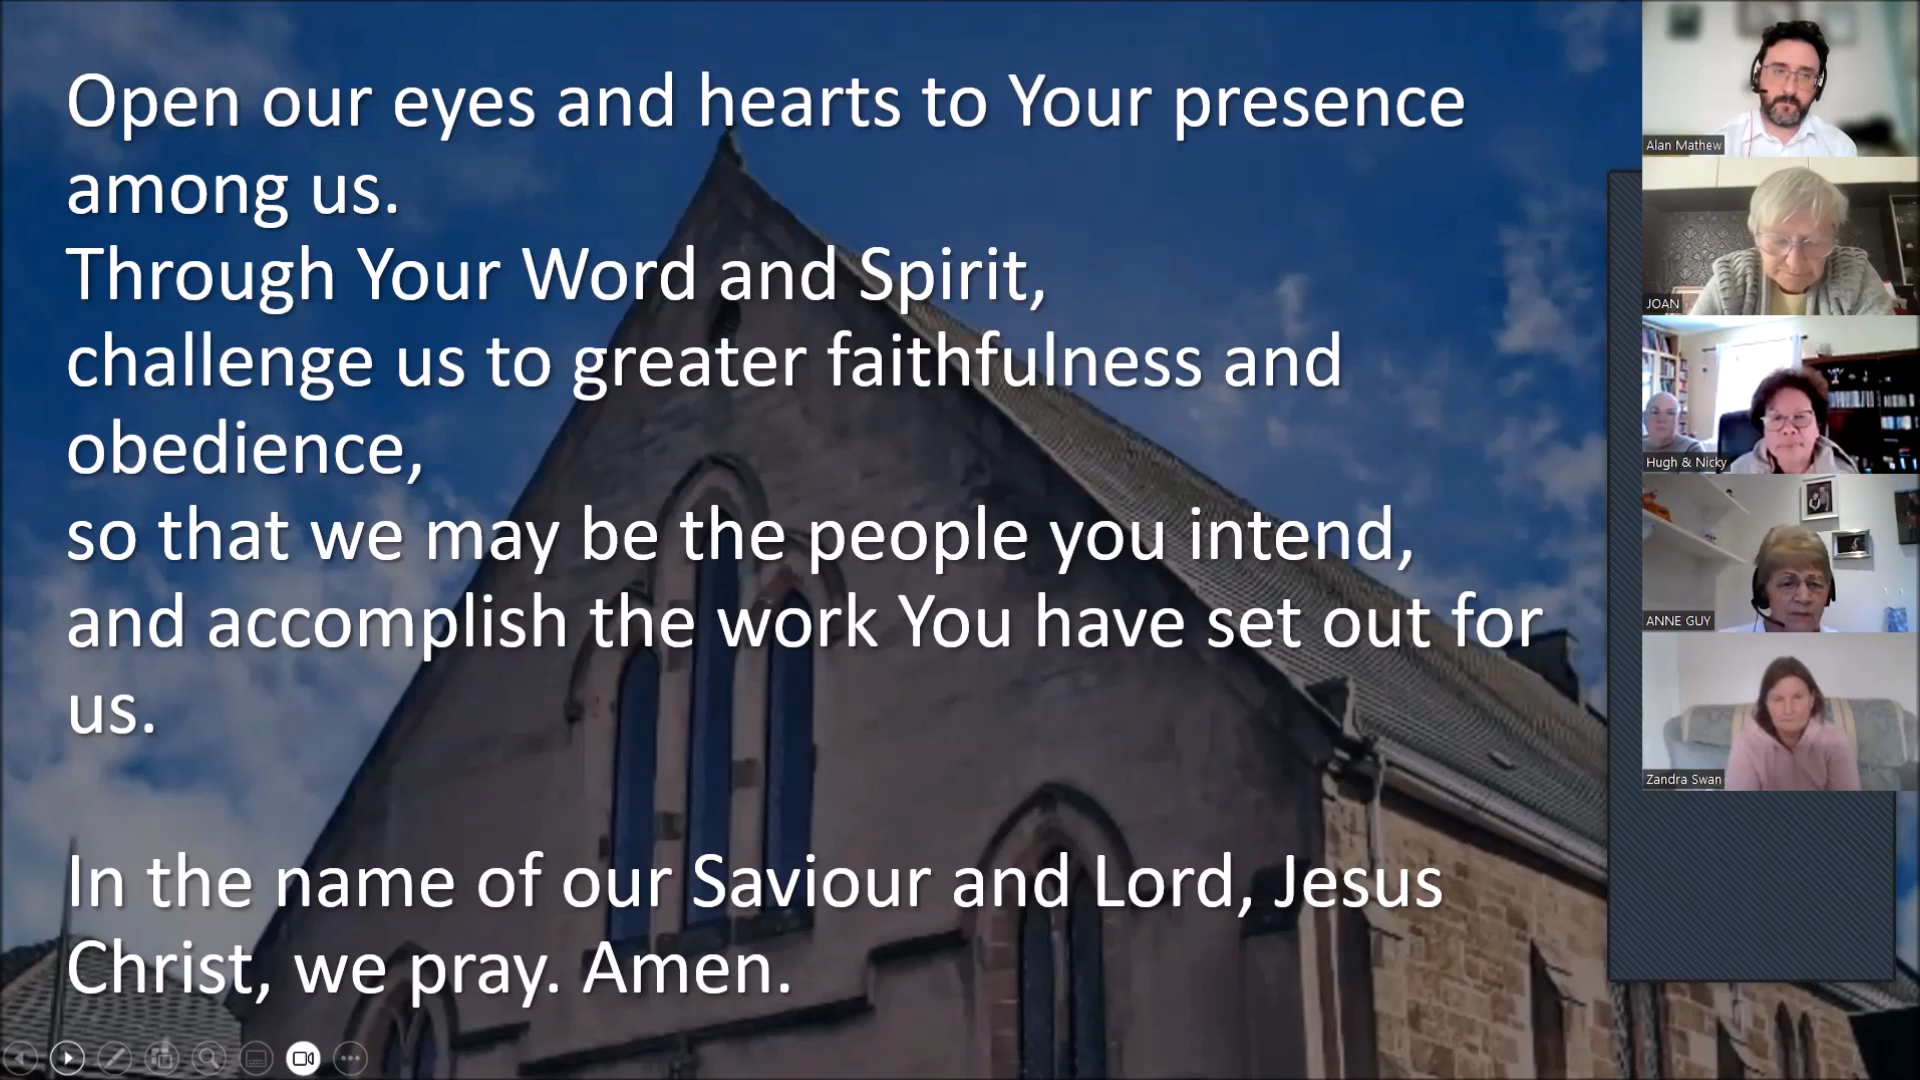 Open our eyes and hearts to Your presence
among us.
Through Your Word and Spirit,
challenge us to greater faithfulness and
obedience,
so that we may be the people you intend,
and accomplish the work You have set out for
us.
In the name of our Saviour and Lord, Jesus
Christ, we pray. Amen.
Alan Mathew
JOAN
Hugh & Nicky
ANNE GUY
Zandra Swan